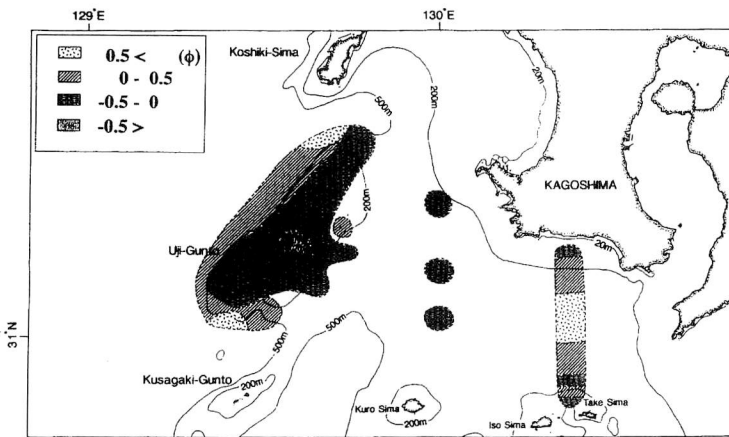 129°E
130°E
0.5 < (ϕ)
0 - 0.5
-0.5 - 0
-0.5 >
Koshiki-Sima
500m
200m
20m
KAGOSHIMA
200m
Uji-Gunto
20m
31°N
500m
500m
Kusagaki-Gunto
200m
Kuro Sima
200m
Take Sima
Iso Sima